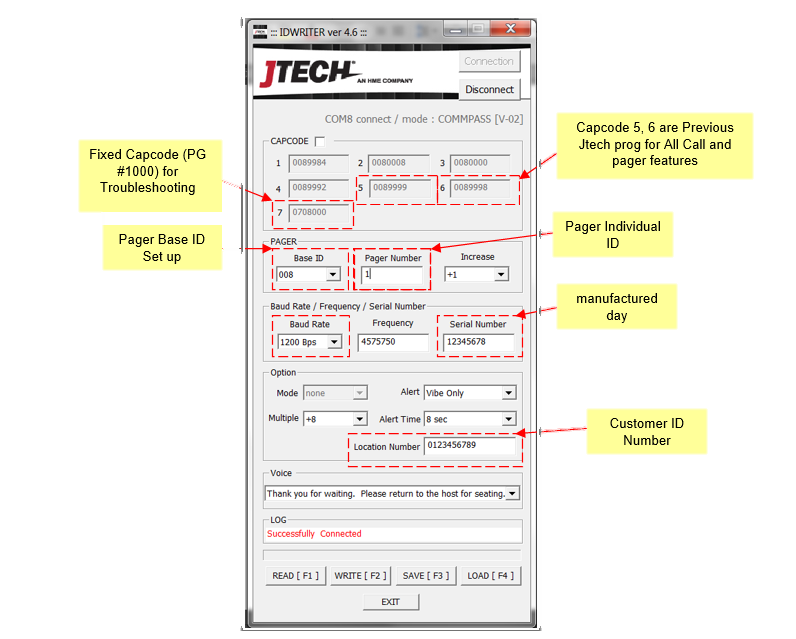 ::: IDWRITER ver 4.6 :::
JTECH
AN HME COMPANY
Connection
Disconnect
COM8 connect / mode : COMMPASS [V-02]
CAPCODE
1 0089984 2 0080008 3 0080000
4 0089992 5 0089999 6 0089998
7 0708000
Capcode 5, 6 are Previous
Jtech prog for All Call and
pager features
Fixed Capcode (PG
#1000) for
Troubleshooting
Pager Base ID
Set up
PAGER
Base ID Pager Number Increase
008 1 +1
Pager Individual
ID
Baud Rate / Frequency / Serial Number
Baud Rate Frequency Serial Number
1200 Bps 4575750 12345678
manufactured
day
Option
Mode none Alert Vibe Only
Multiple +8 Alert Time 8 sec
Location Number 0123456789
Customer ID
Number
Voice
Thank you for waiting. Please return to the host for seating.
LOG
Successfully Connected
READ [ F1 ] WRITE [ F2 ] SAVE [ F3 ] LOAD [ F4 ]
EXIT